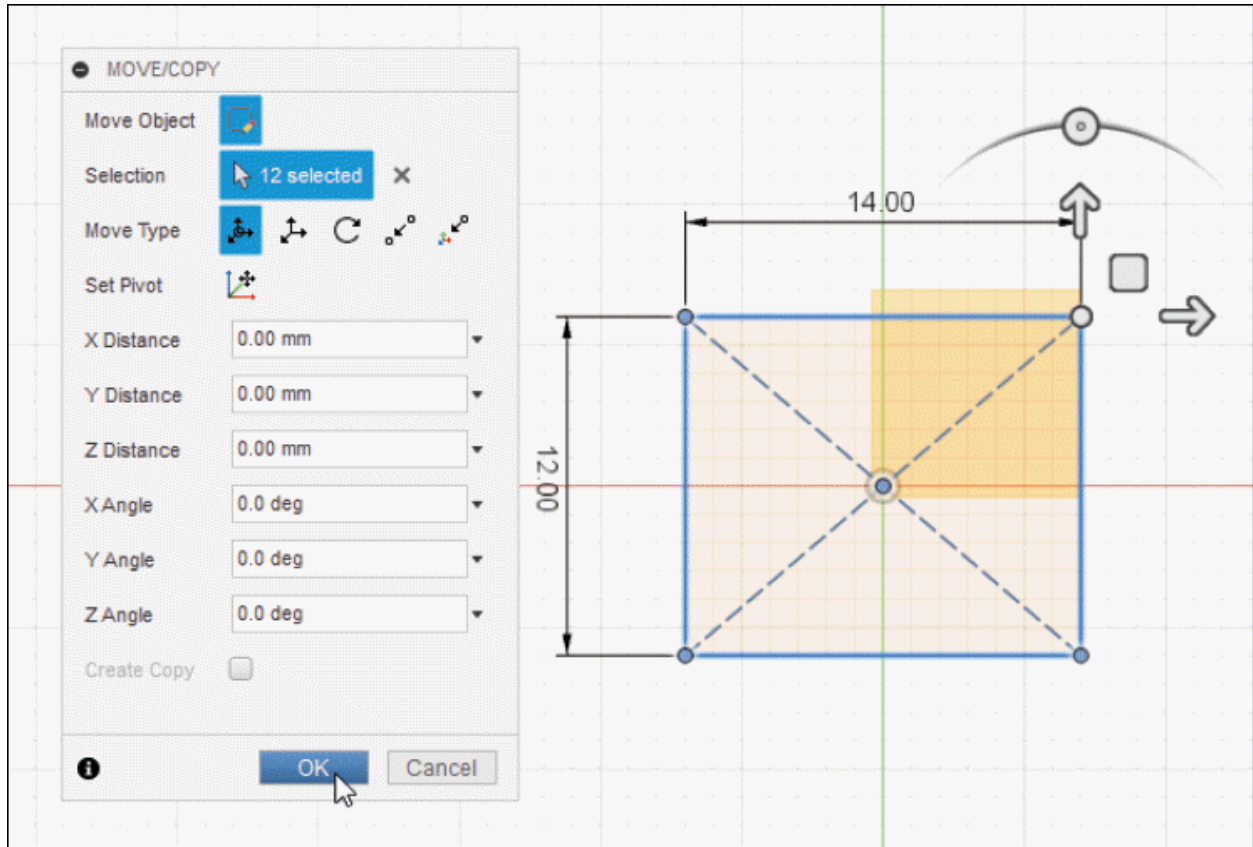 MOVE/COPY
Move Object
Selection
12 selected
Move Type
Set Pivot
X Distance
0.00 mm
Y Distance
0.00 mm
Z Distance
0.00 mm
X Angle
0.0 deg
Y Angle
0.0 deg
Z Angle
0.0 deg
Create Copy
OK
Cancel
14.00
12.00